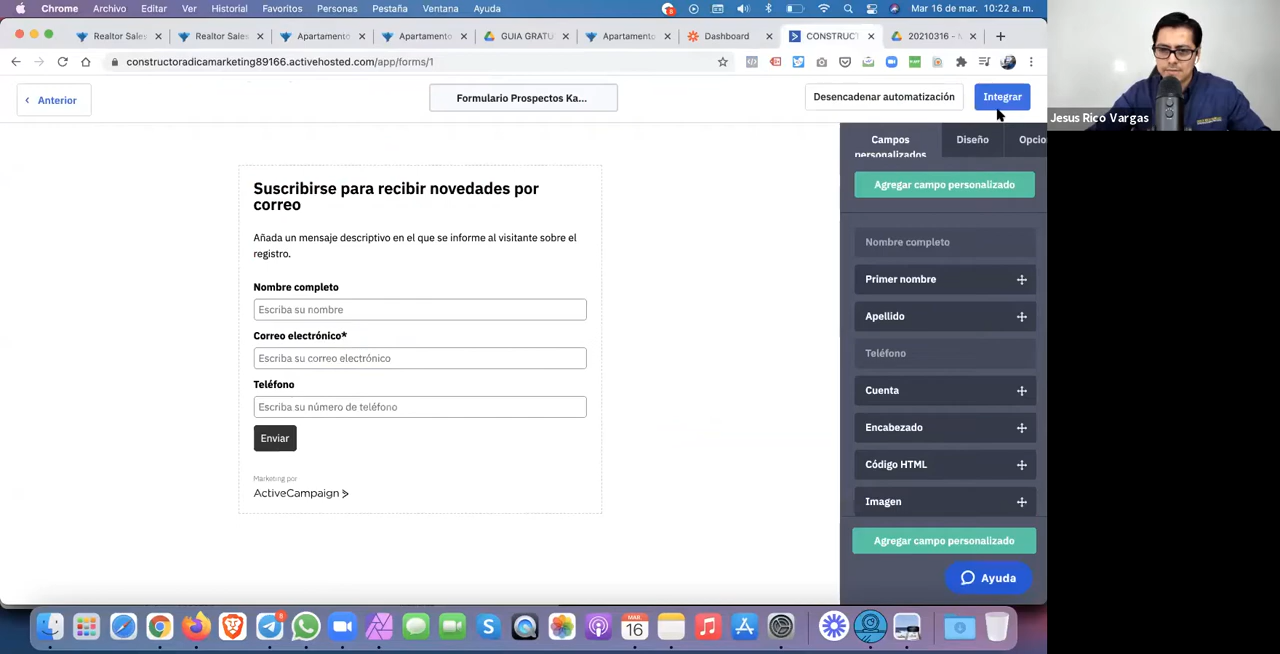 Chrome Archivo Editar Ver Historial Favoritos Personas Pestaña Ventana Ayuda Mar 16 de mar. 10:22 a. m.
Realtor Sales Realtor Sales Apartamento Apartamento GUIA GRATU Apartamento Dashboard CONSTRUCT 20210316 - M
constructoradicamarketing89166.activehosted.com/app/forms/1
Anterior
Formulario Prospectos Ka...
Desencadenar automatización
Integrar
Jesus Rico Vargas
Campos personalizados
Diseño
Opcio
Agregar campo personalizado
Suscribirse para recibir novedades por
correo
Añada un mensaje descriptivo en el que se informe al visitante sobre el
registro.
Nombre completo
Escriba su nombre
Correo electrónico*
Escriba su correo electrónico
Teléfono
Escriba su número de teléfono
Enviar
Marketing por
ActiveCampaign >
Nombre completo
Primer nombre
Apellido
Teléfono
Cuenta
Encabezado
Código HTML
Imagen
Agregar campo personalizado
Ayuda
MAR.
16